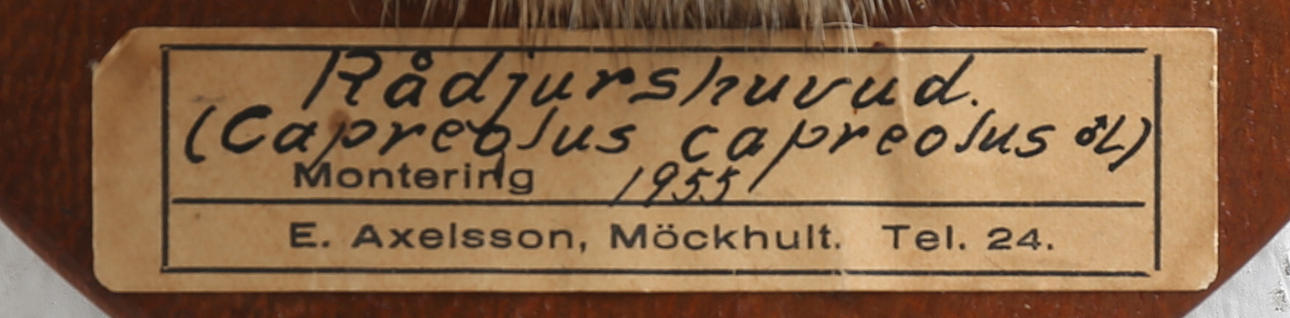 Rådjurshuvud.
(Capreolus capreolus ♂ L)
Montering 1955
E. Axelsson, Möckhult. Tel. 24.